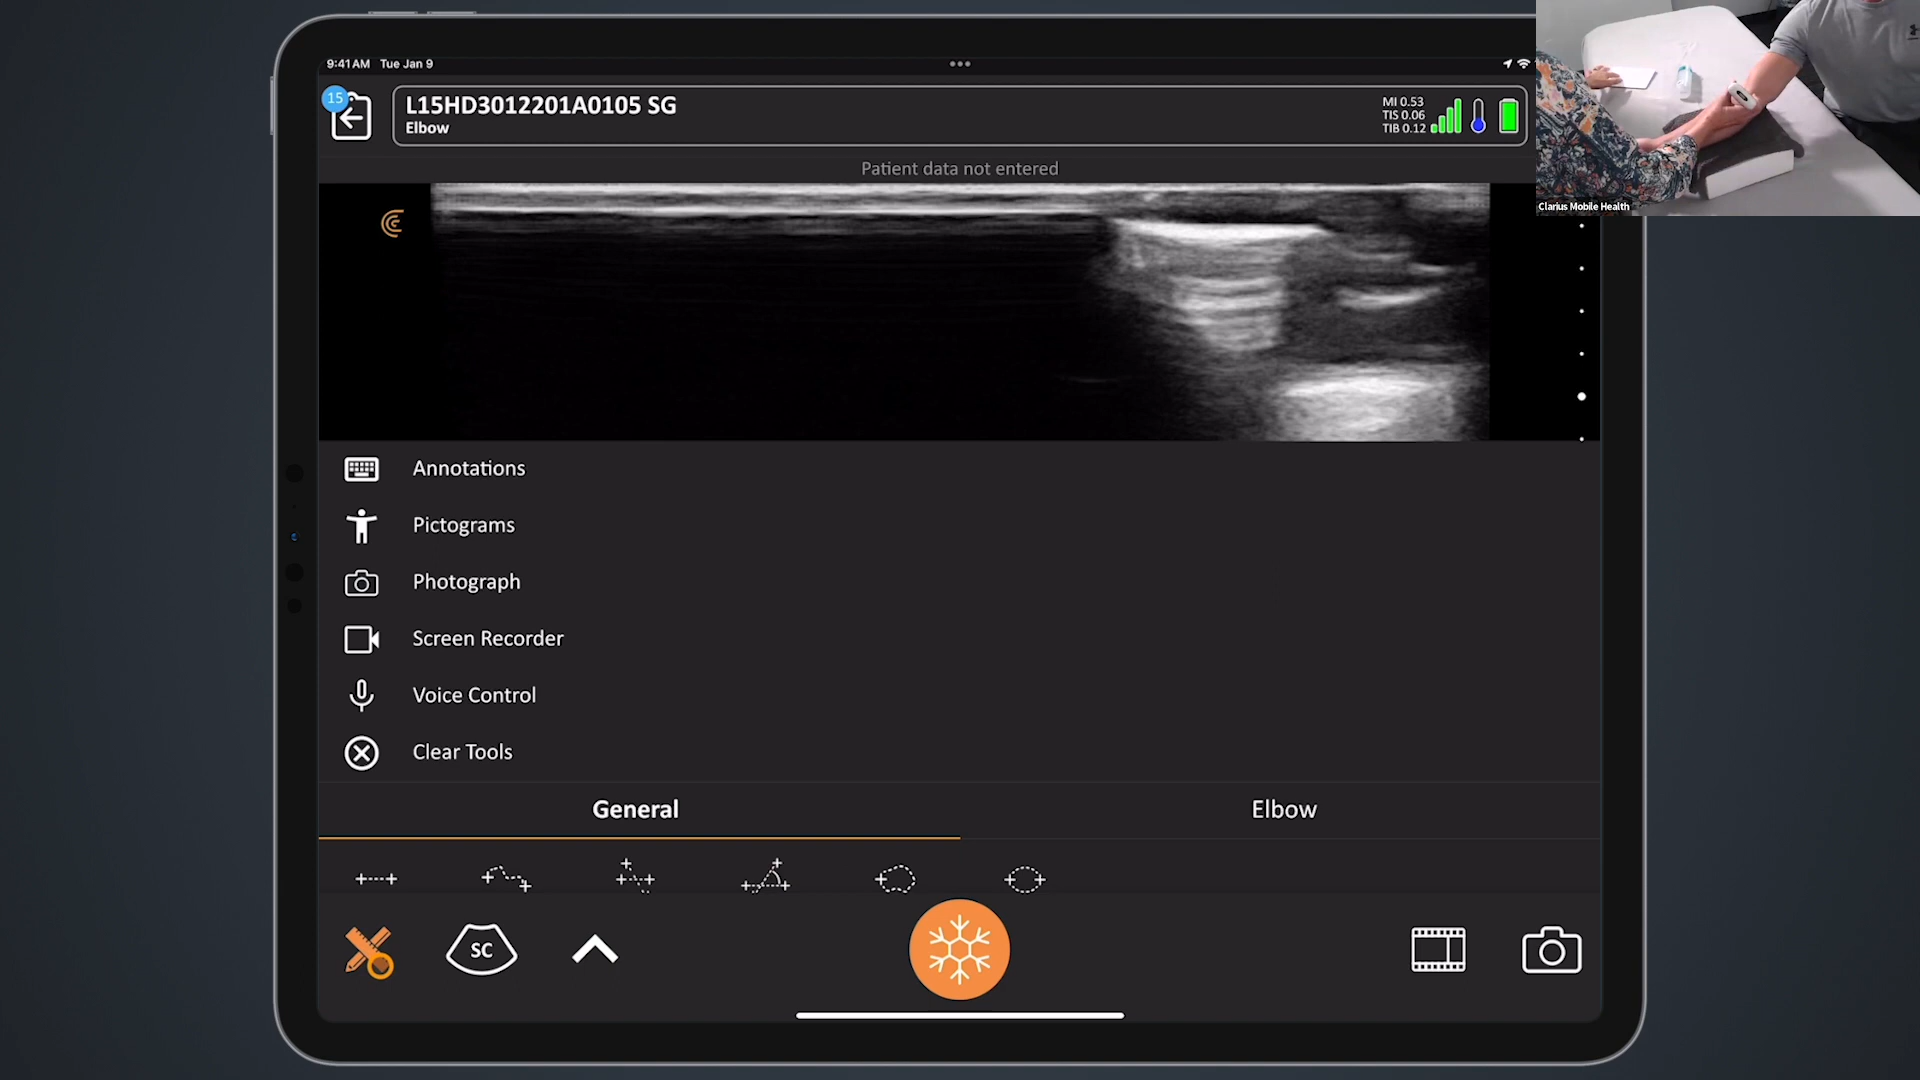 9:41 AM Tue Jan 9
15
L15HD3012201A0105 SG
Elbow
MI 0.53
TIS 0.06
TIB 0.12
Patient data not entered
Clarius Mobile Health
Annotations
Pictograms
Photograph
Screen Recorder
Voice Control
Clear Tools
General
Elbow
SC